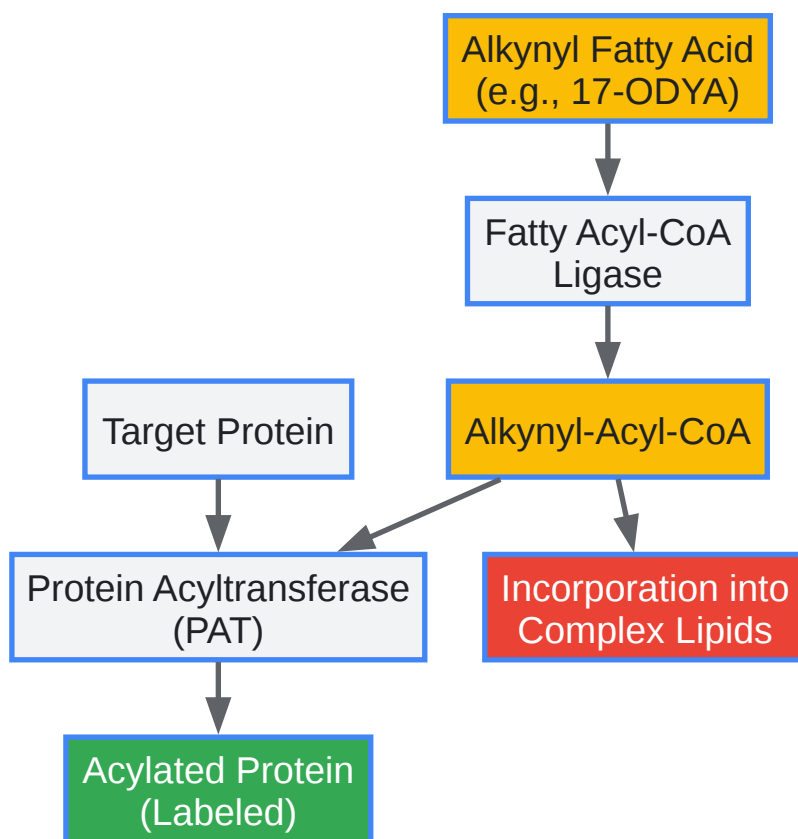 Alkynyl Fatty Acid
(e.g., 17-ODYA)
Fatty Acyl-CoA
Ligase
Target Protein
Alkynyl-Acyl-CoA
Protein Acyltransferase
(PAT)
Incorporation into
Complex Lipids
Acylated Protein
(Labeled)